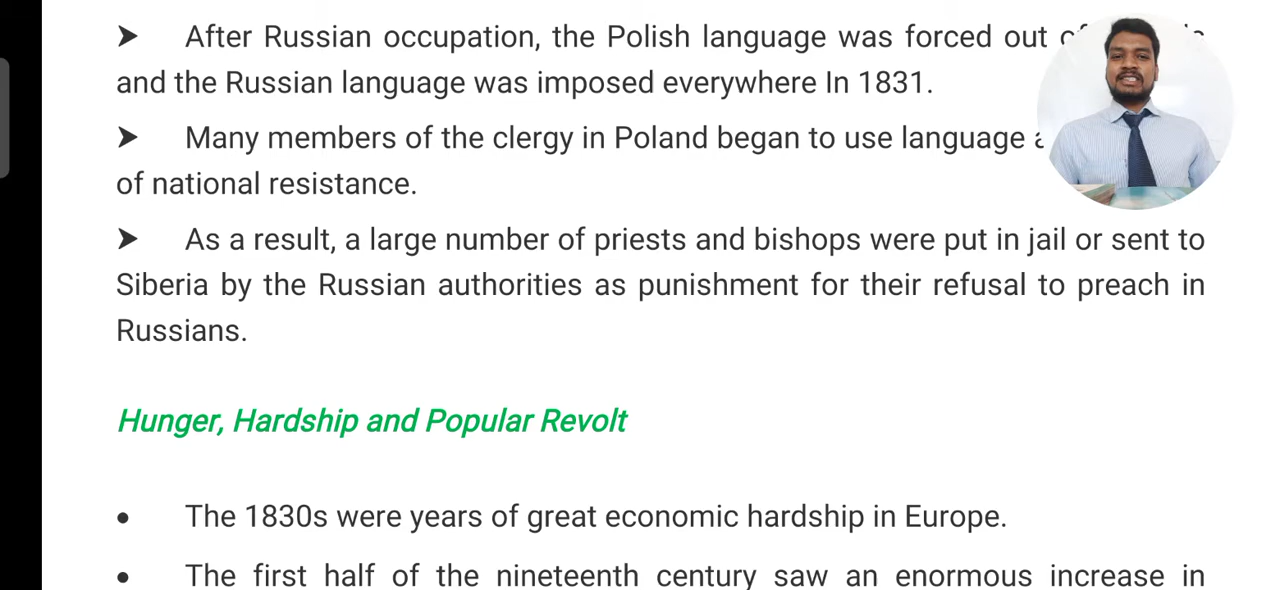 ➤ After Russian occupation, the Polish language was forced out
and the Russian language was imposed everywhere In 1831.
➤ Many members of the clergy in Poland began to use language
of national resistance.
➤ As a result, a large number of priests and bishops were put in jail or sent to
Siberia by the Russian authorities as punishment for their refusal to preach in
Russians.
Hunger, Hardship and Popular Revolt
• The 1830s were years of great economic hardship in Europe.
• The first half of the nineteenth century saw an enormous increase in